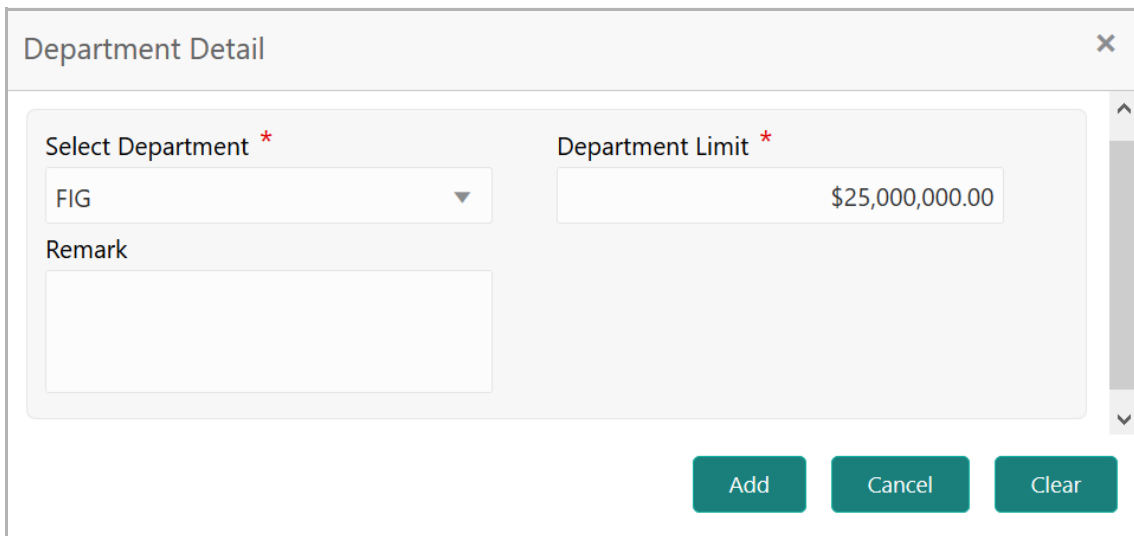 Department Detail ×
Select Department * Department Limit *
FIG $25,000,000.00
Remark
Add Cancel Clear